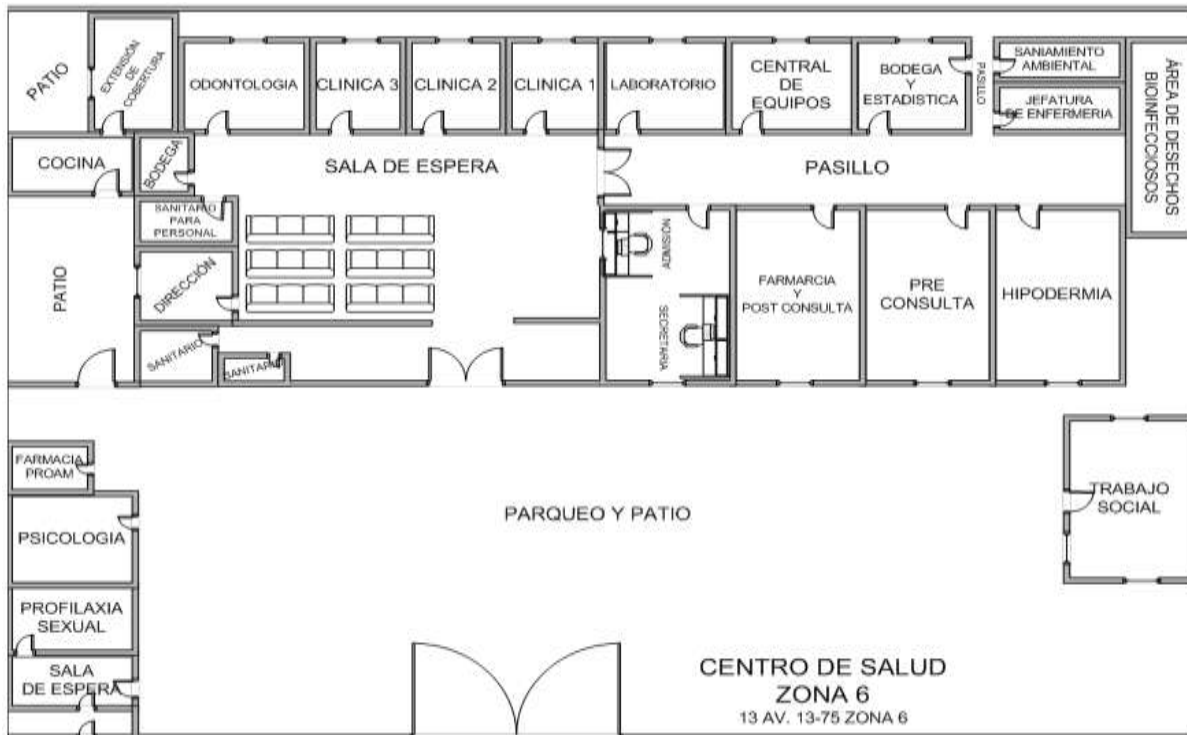 PATIO
EXTENSIÓN
DE
COBERTURA
ODONTOLOGIA
CLINICA 3
CLINICA 2
CLINICA 1
LABORATORIO
CENTRAL
DE
EQUIPOS
BODEGA
Y
ESTADISTICA
PASILLO
SANIAMIENTO
AMBIENTAL
JEFATURA
DE ENFERMERIA
ÁREA DE DESECHOS
BIOINFECCIOSOS
COCINA
BODEGA
SALA DE ESPERA
PASILLO
SANITARIO
PARA
PERSONAL
PATIO
DIRECCIÓN
SANITARIO
SANITARIO
ADMISION
SECRETARIA
FARMARCIA
Y
POST CONSULTA
PRE
CONSULTA
HIPODERMIA
FARMACIA
PROAM
PSICOLOGIA
PROFILAXIA
SEXUAL
SALA
DE ESPERA
PARQUEO Y PATIO
TRABAJO
SOCIAL
CENTRO DE SALUD
ZONA 6
13 AV. 13-75 ZONA 6